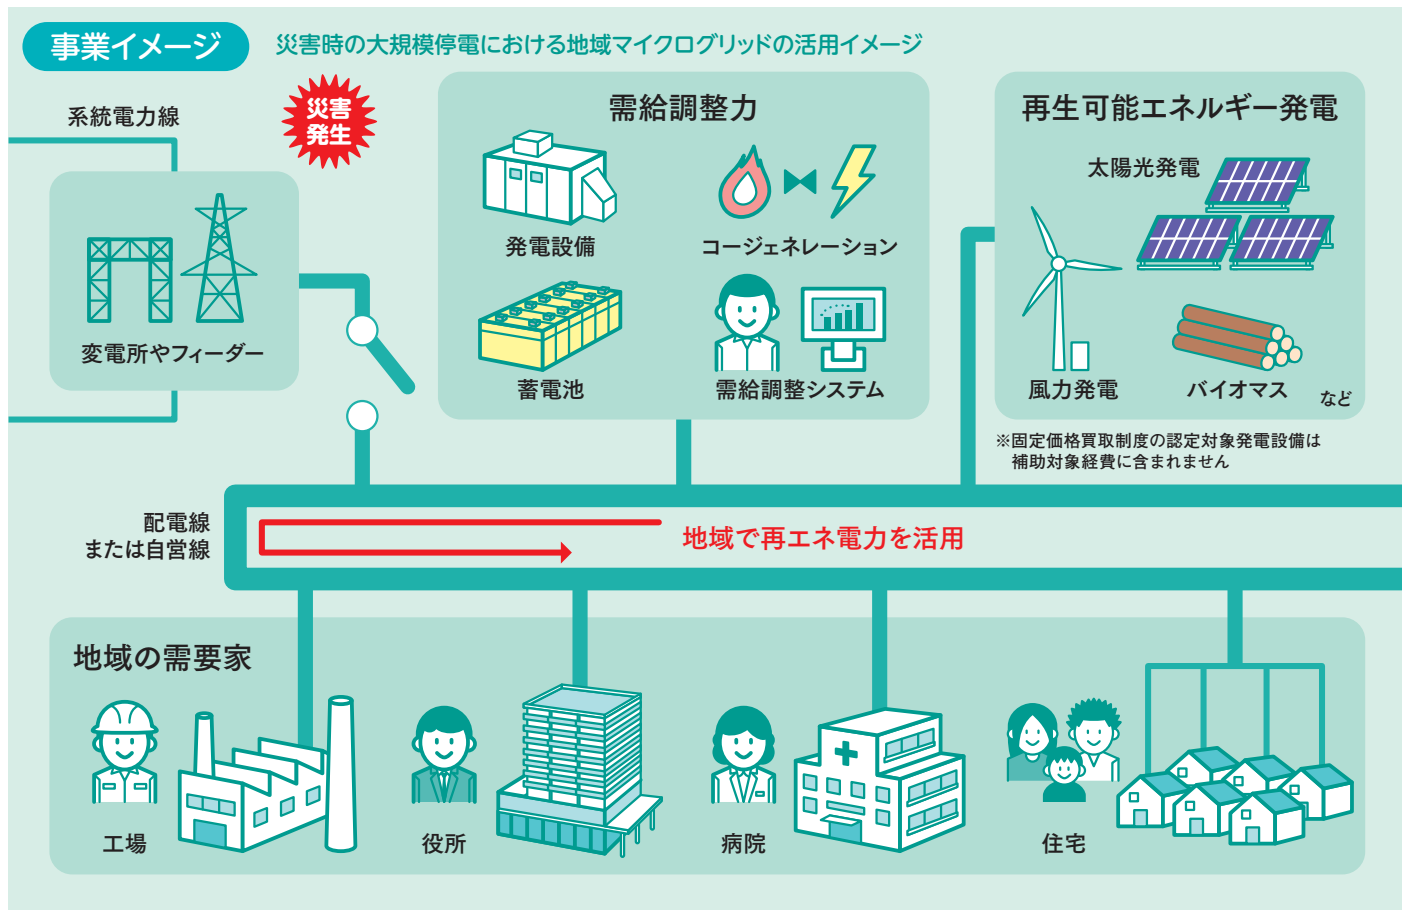 事業イメージ
災害時の大規模停電における地域マイクログリッドの活用イメージ
系統電力線
災害
発生
変電所やフィーダー
需給調整力
発電設備
コージェネレーション
蓄電池
需給調整システム
再生可能エネルギー発電
太陽光発電
風力発電
バイオマス
など
※固定価格買取制度の認定対象発電設備は
補助対象経費に含まれません
配電線
または自営線
地域で再エネ電力を活用
地域の需要家
工場
役所
病院
住宅